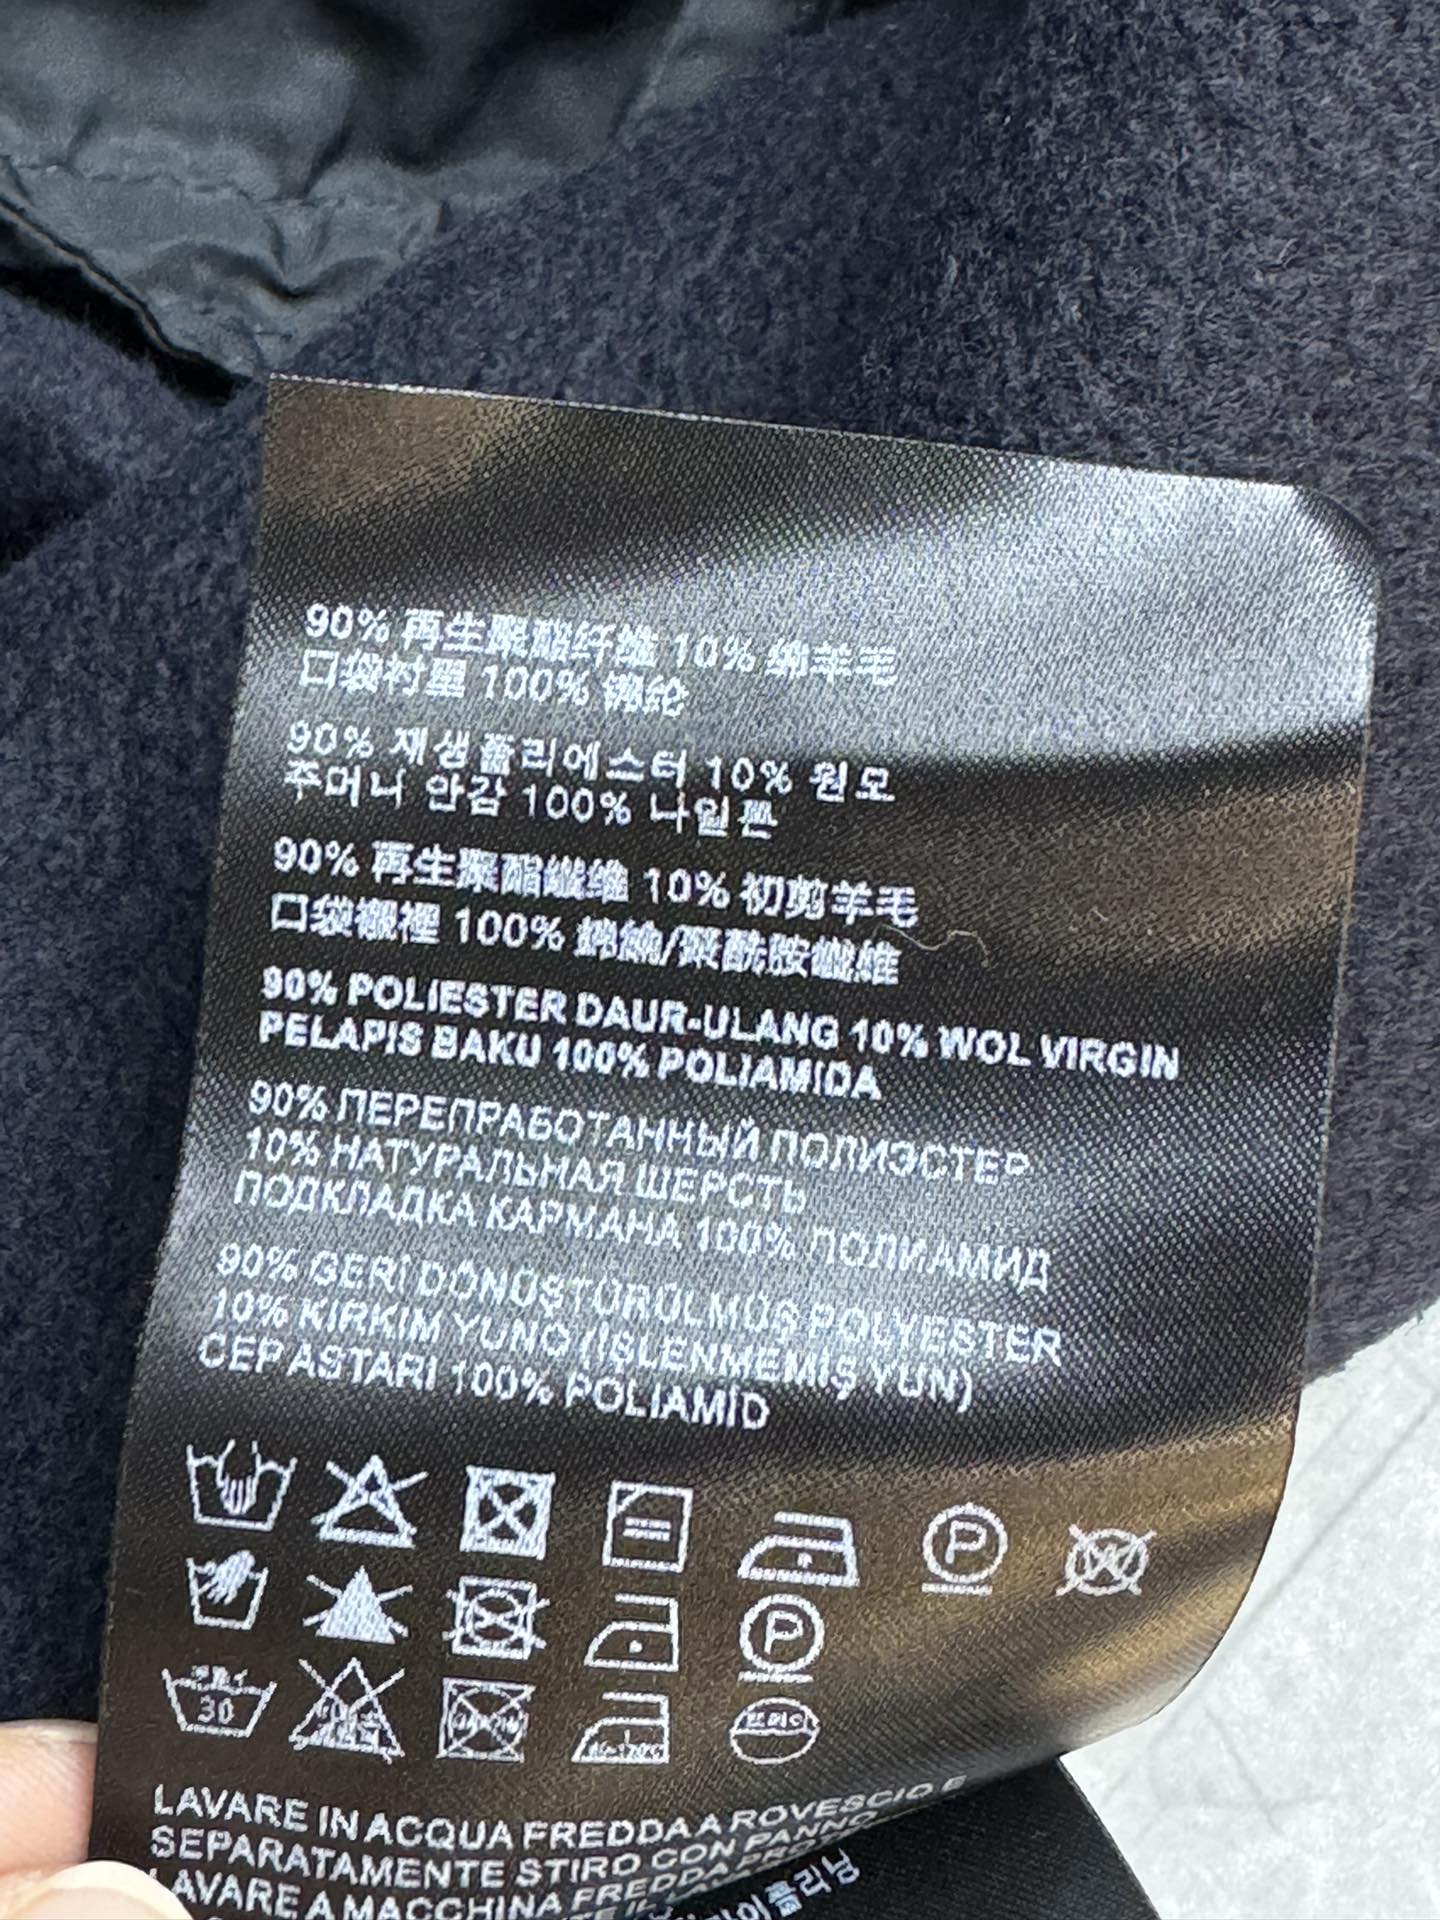 90% 再生聚酯纤维 10% 绵羊毛
口袋衬里 100% 锦纶
90% 재생폴리에스터 10% 원모
주머니 안감 100% 나일론
90% 再生聚酯纖維 10% 初剪羊毛
口袋襯裡 100% 錦綸/聚酰胺纖維
90% POLIESTER DAUR-ULANG 10% WOL VIRGIN
PELAPIS BAKU 100% POLIAMIDA
90% ПЕРЕПРАБОТАННЫЙ ПОЛИЭСТЕР
10% НАТУРАЛЬНАЯ ШЕРСТЬ
ПОДКЛАДКА КАРМАНА 100% ПОЛИАМИД
90% GERİ DÖNÜŞTÜRÜLMÜŞ POLYESTER
10% KIRKIM YÜNÜ (İŞLENMEMİŞ YÜN)
CEP ASTARI 100% POLİAMİD
P W
P
30
LAVARE IN ACQUA FREDDA A ROVESCIO E
SEPARATAMENTE STIRO CON PANNO
LAVARE A MACCHINA FREDDA